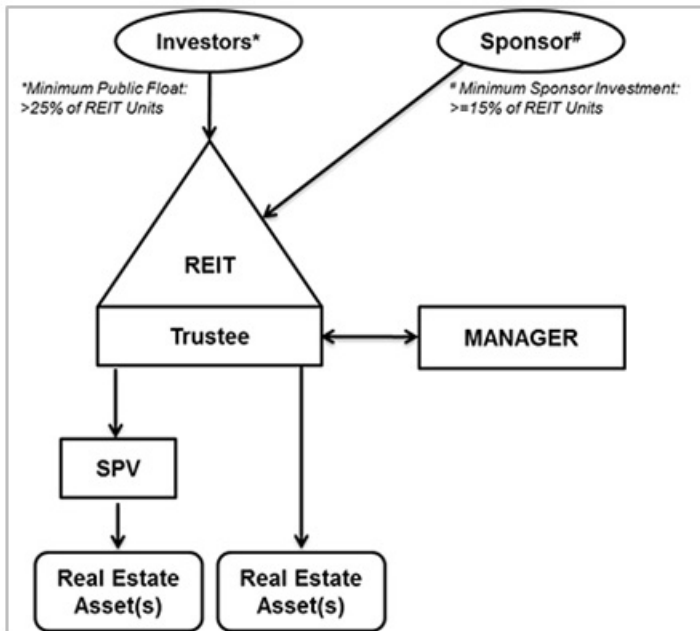 Investors*
Sponsor#
*Minimum Public Float:
>25% of REIT Units
# Minimum Sponsor Investment:
>=15% of REIT Units
REIT
Trustee
MANAGER
SPV
Real Estate
Asset(s)
Real Estate
Asset(s)